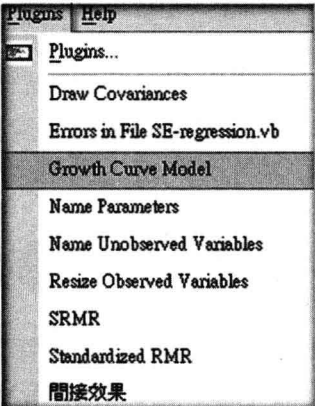 Plugins Help
Plugins...
Draw Covariances
Errors in File SE-regression.vb
Growth Curve Model
Name Parameters
Name Unobserved Variables
Resize Observed Variables
SRMR
Standardized RMR
間接效果